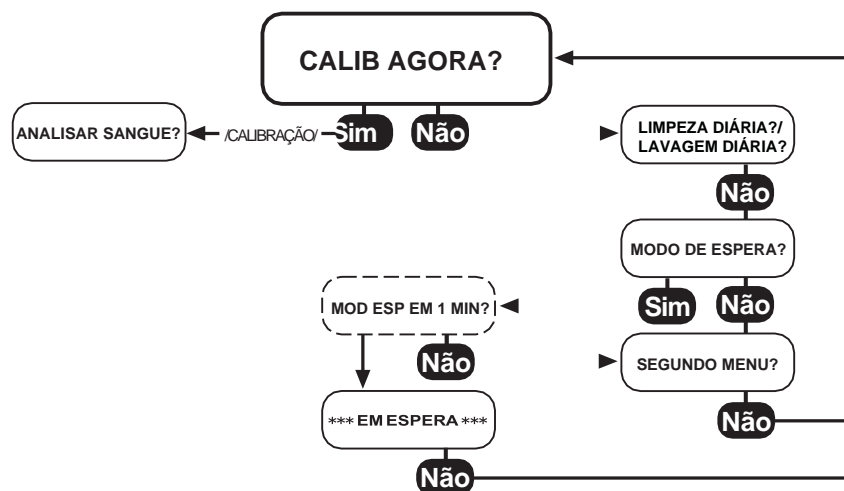 CALIB AGORA?
ANALISAR SANGUE?
/CALIBRAÇÃO/
Sim
Não
LIMPEZA DIÁRIA?/
LAVAGEM DIÁRIA?
Não
MODO DE ESPERA?
Sim
Não
MOD ESP EM 1 MIN?
Não
SEGUNDO MENU?
Não
*** EM ESPERA ***
Não